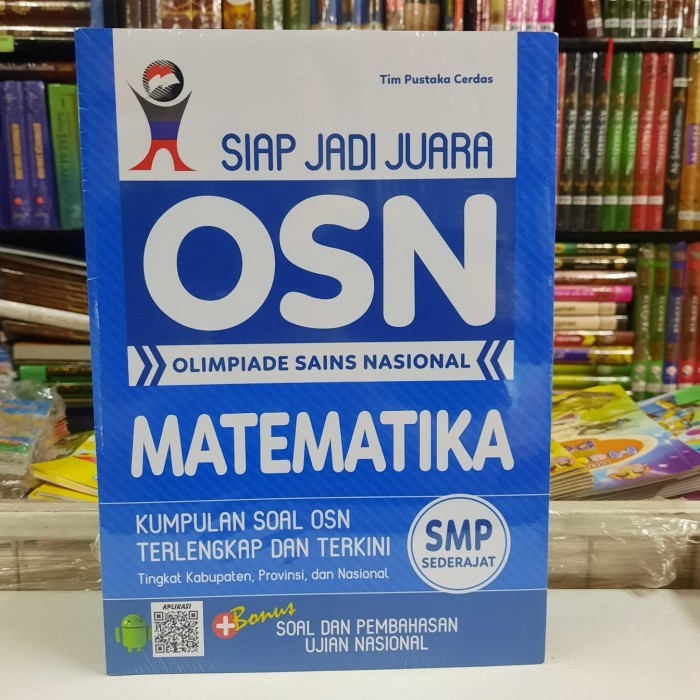 Tim Pustaka Cerdas
SIAP JADI JUARA
OSN
OLIMPIADE SAINS NASIONAL
MATEMATIKA
KUMPULAN SOAL OSN
TERLENGKAP DAN TERKINI
Tingkat Kabupaten, Provinsi, dan Nasional
SMP
SEDERAJAT
APLIKASI
+Bonus
SOAL DAN PEMBAHASAN
UJIAN NASIONAL